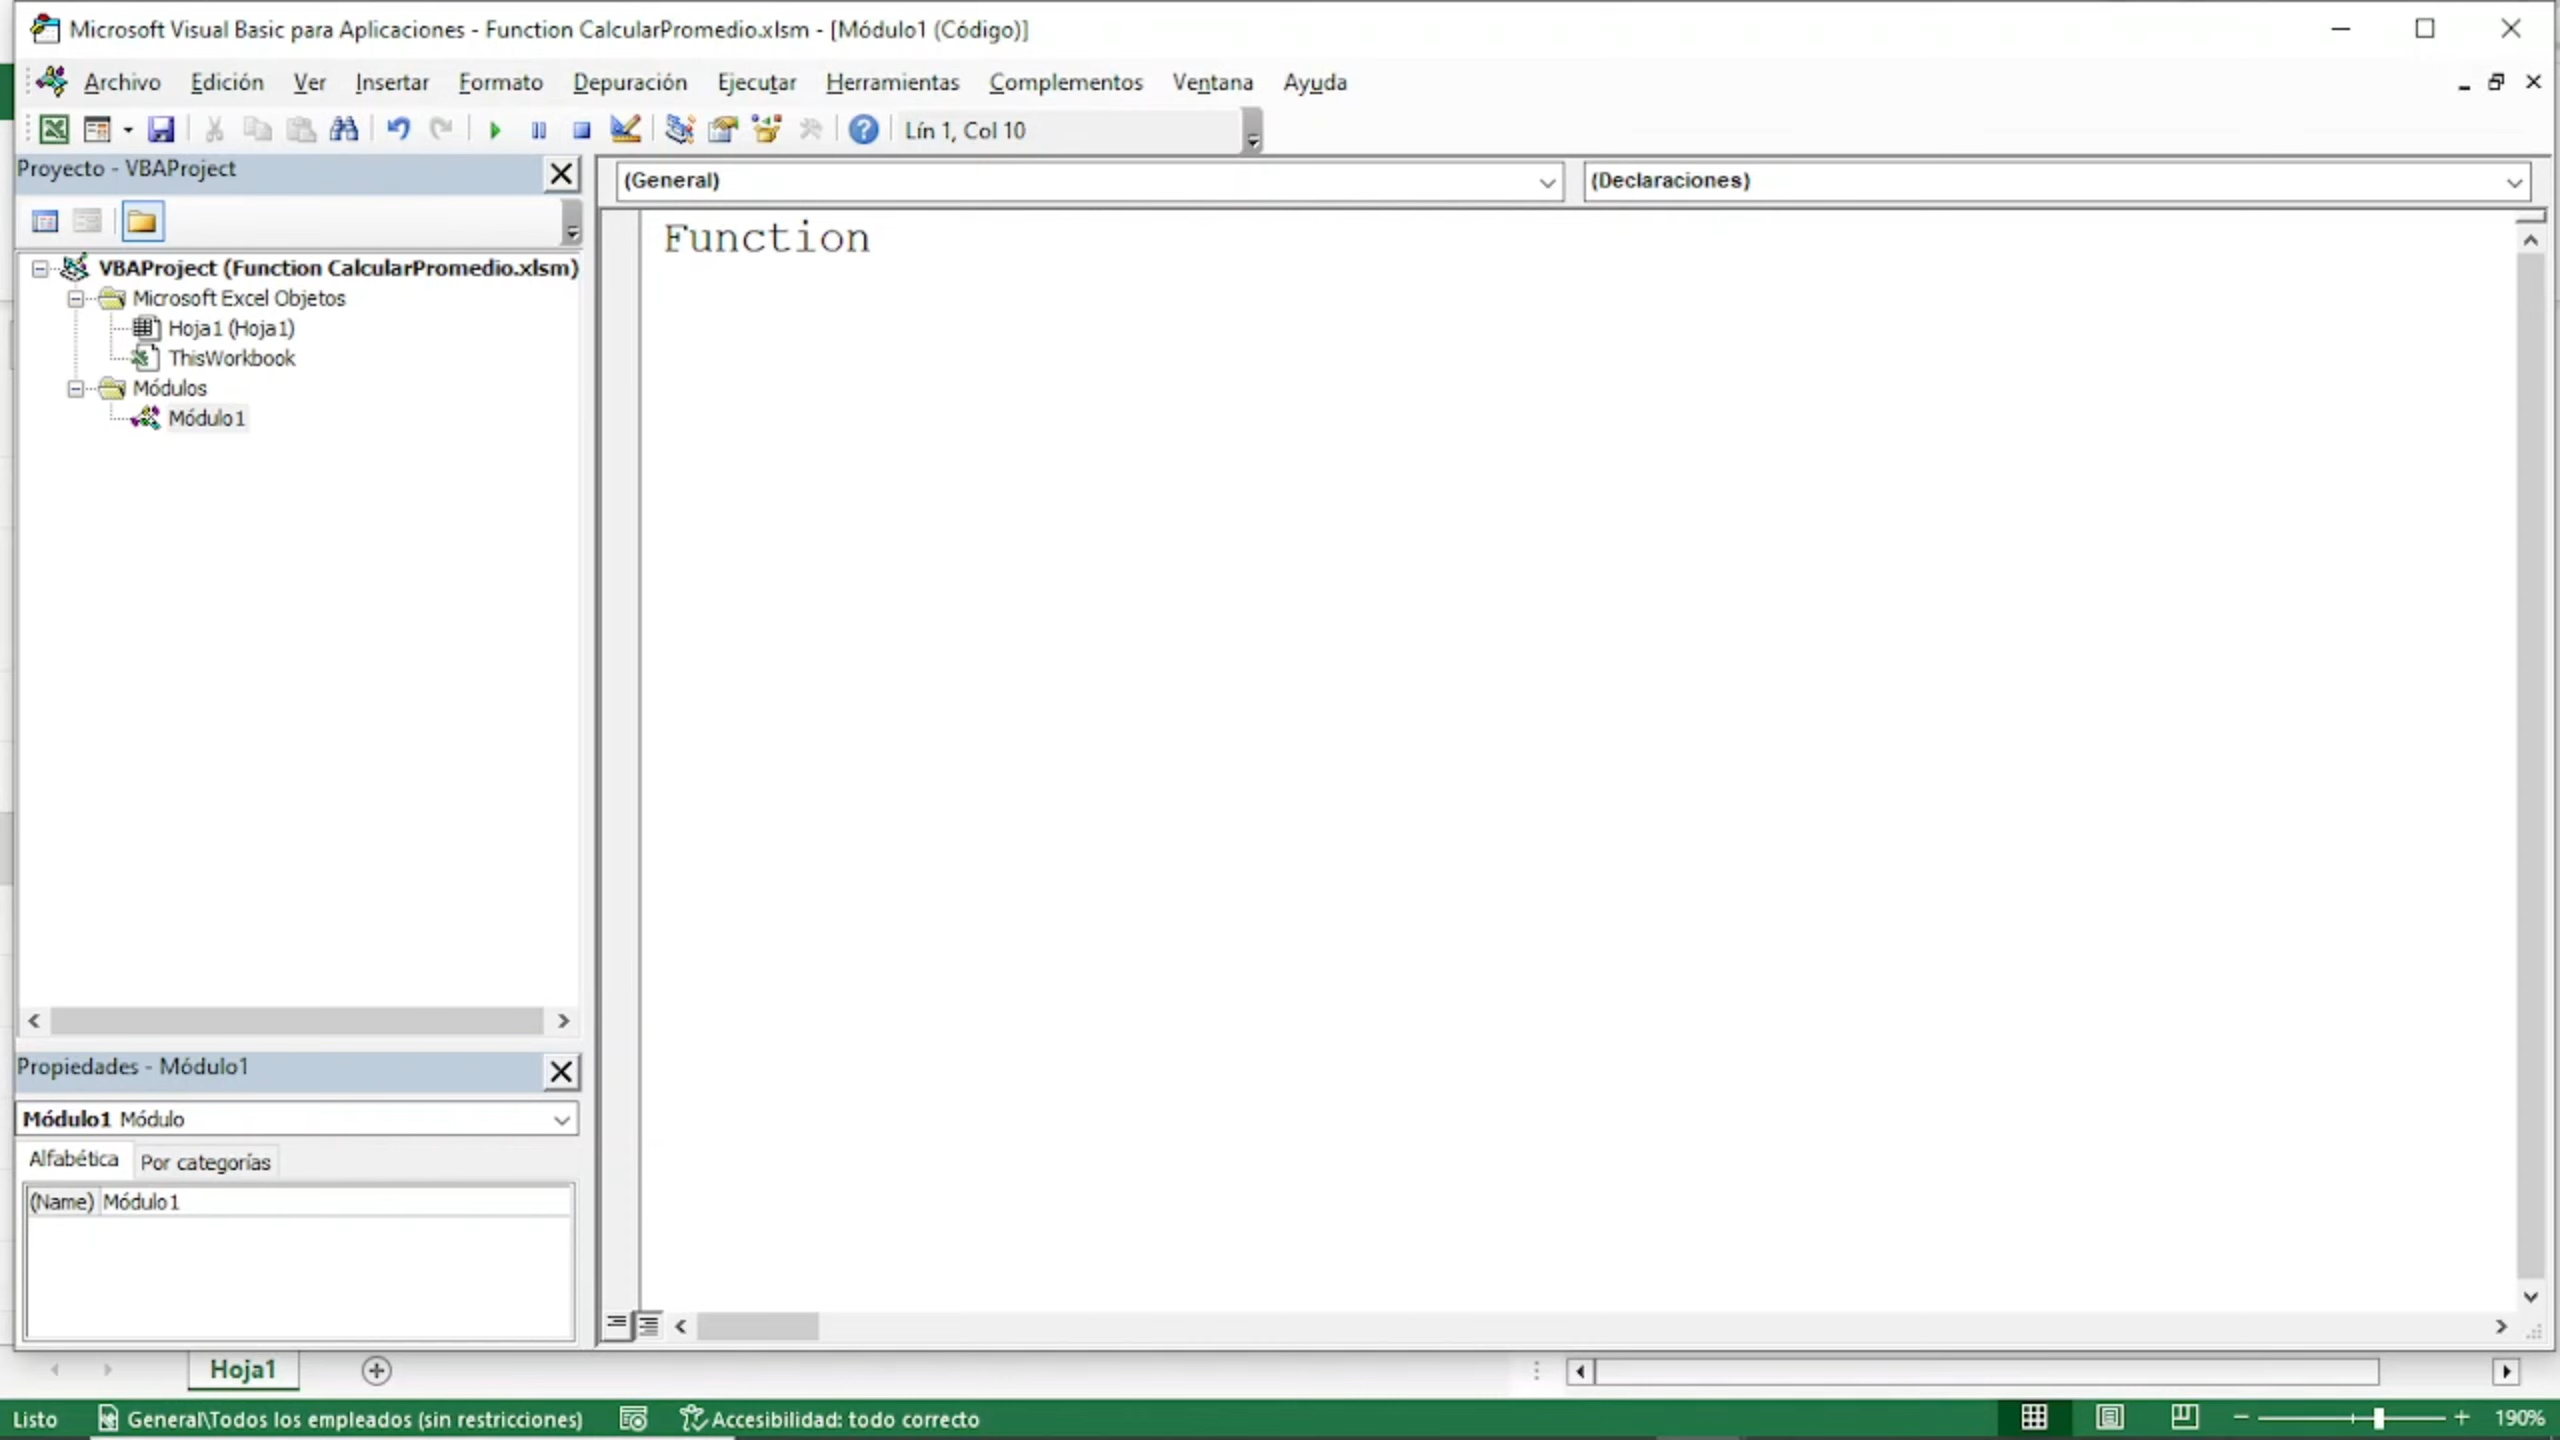 Microsoft Visual Basic para Aplicaciones - Function CalcularPromedio.xlsm - [Módulo1 (Código)]
Archivo Edición Ver Insertar Formato Depuración Ejecutar Herramientas Complementos Ventana Ayuda
Lín 1, Col 10
Proyecto - VBAProject
(General)
(Declaraciones)
Function
VBAProject (Function CalcularPromedio.xlsm)
Microsoft Excel Objetos
Hoja1 (Hoja1)
ThisWorkbook
Módulos
Módulo1
Propiedades - Módulo1
Módulo1 Módulo
Alfabética Por categorías
(Name) Módulo1
Hoja1
Listo General\Todos los empleados (sin restricciones) Accesibilidad: todo correcto 190%